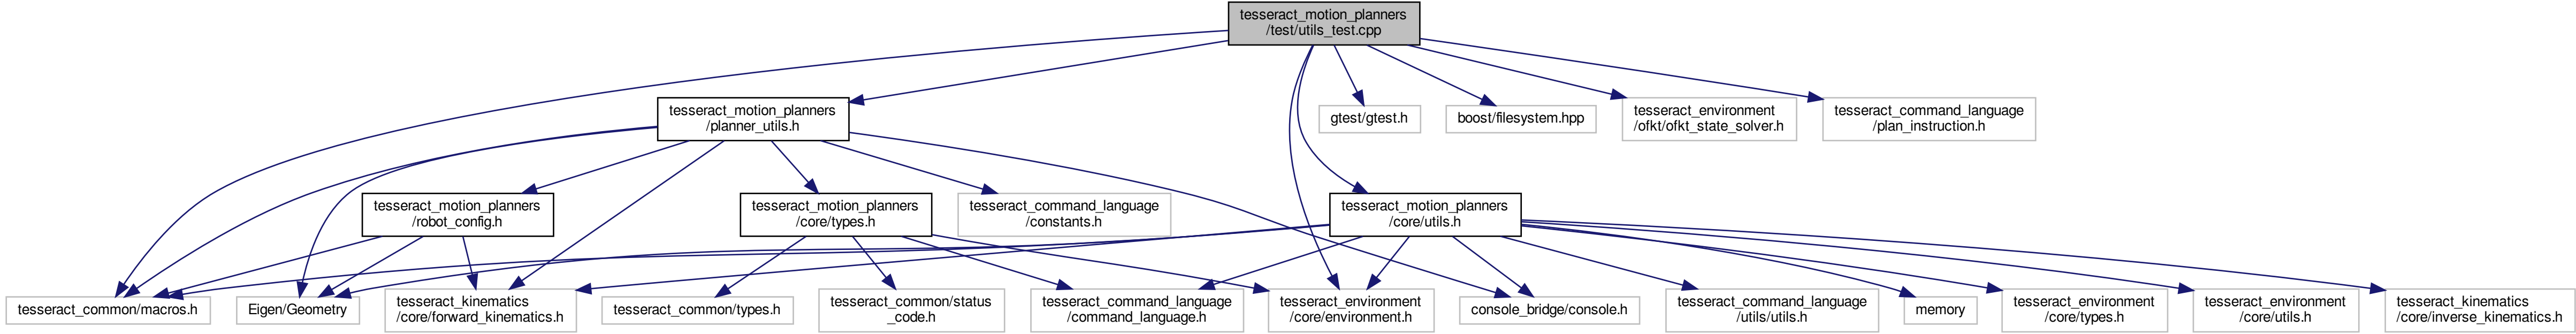 tesseract_motion_planners
/test/utils_test.cpp
tesseract_motion_planners
/planner_utils.h
gtest/gtest.h
boost/filesystem.hpp
tesseract_environment
/ofkt/ofkt_state_solver.h
tesseract_command_language
/plan_instruction.h
tesseract_motion_planners
/robot_config.h
tesseract_motion_planners
/core/types.h
tesseract_command_language
/constants.h
tesseract_motion_planners
/core/utils.h
tesseract_common/macros.h
Eigen/Geometry
tesseract_kinematics
/core/forward_kinematics.h
tesseract_common/types.h
tesseract_common/status
_code.h
tesseract_command_language
/command_language.h
tesseract_environment
/core/environment.h
console_bridge/console.h
tesseract_command_language
/utils/utils.h
memory
tesseract_environment
/core/types.h
tesseract_environment
/core/utils.h
tesseract_kinematics
/core/inverse_kinematics.h